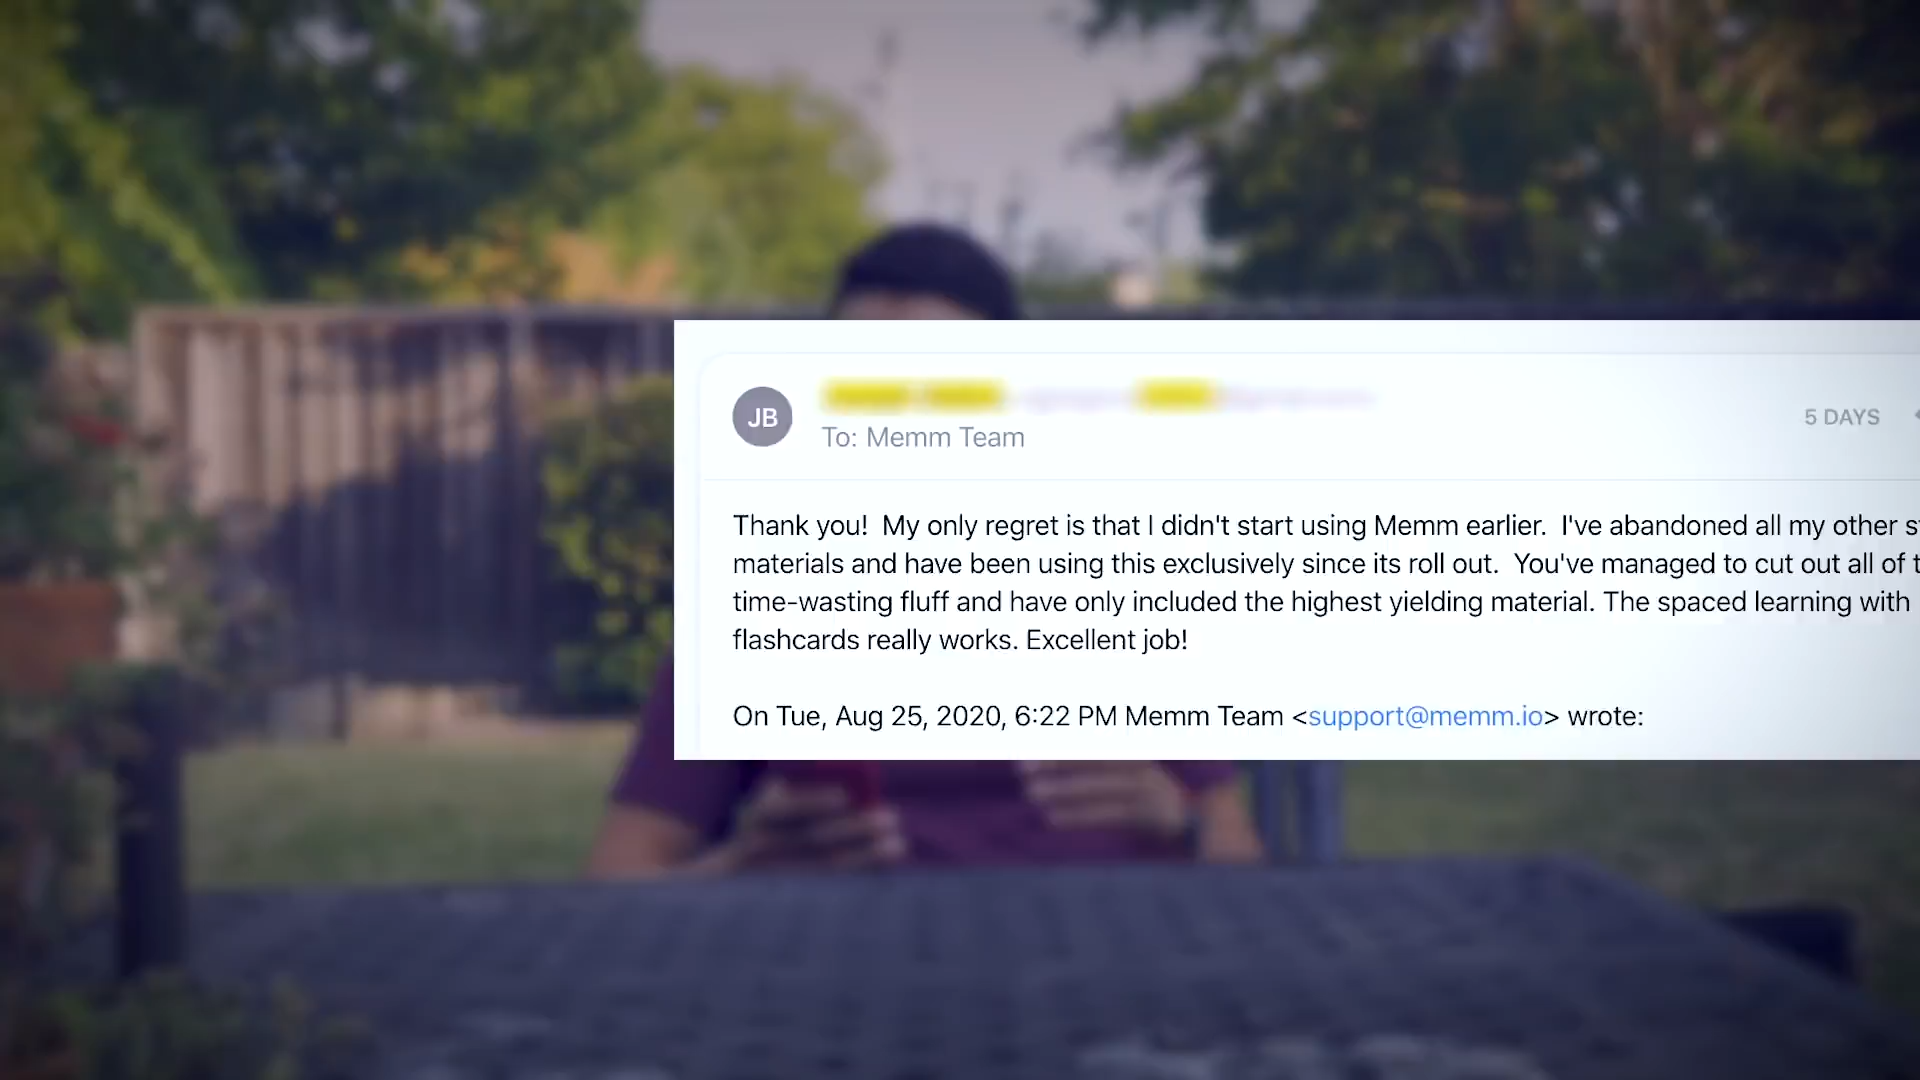 JB
To: Memm Team
5 DAYS
Thank you!  My only regret is that I didn't start using Memm earlier.  I've abandoned all my other
materials and have been using this exclusively since its roll out.  You've managed to cut out all of
time-wasting fluff and have only included the highest yielding material. The spaced learning with
flashcards really works. Excellent job!
On Tue, Aug 25, 2020, 6:22 PM Memm Team <support@memm.io> wrote: